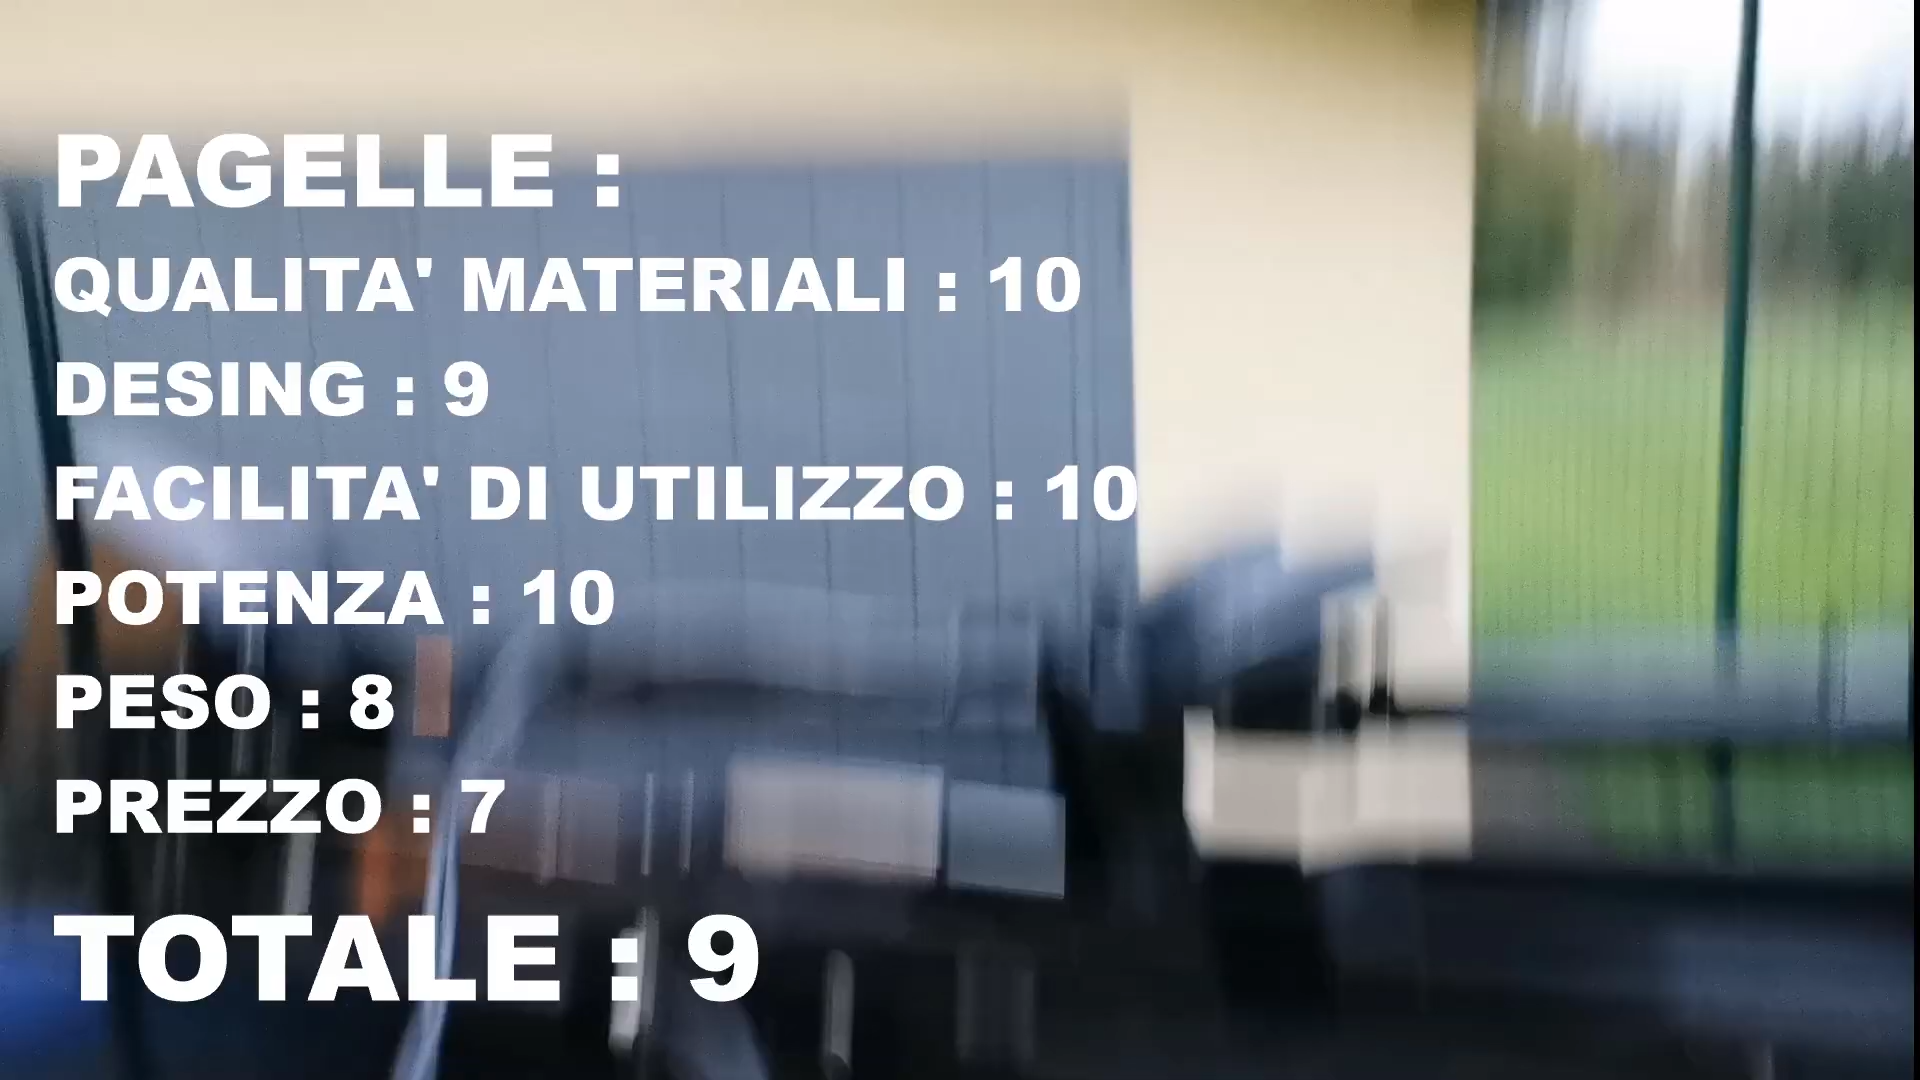 PAGELLE :
QUALITA' MATERIALI : 10
DESING : 9
FACILITA' DI UTILIZZO : 10
POTENZA : 10
PESO : 8
PREZZO : 7
TOTALE : 9